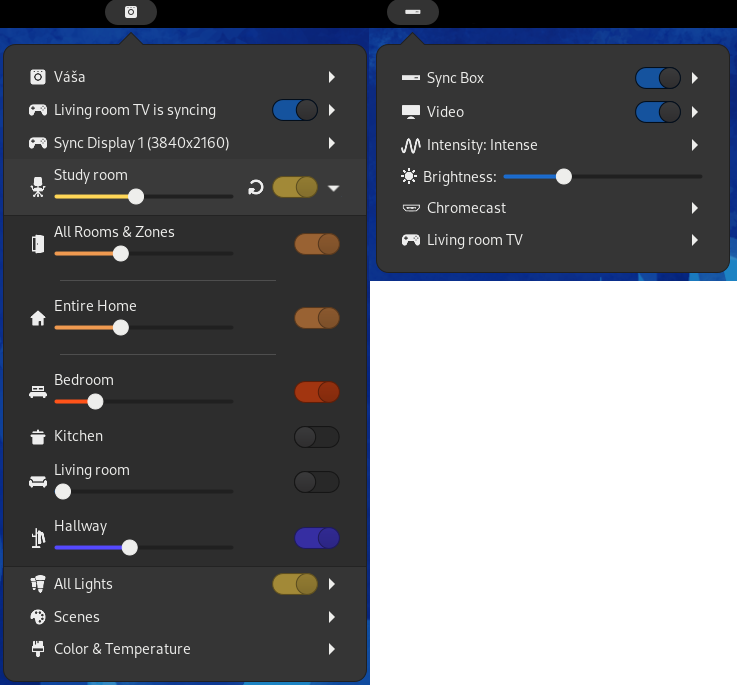 Váša
Living room TV is syncing
Sync Display 1 (3840x2160)
Study room
All Rooms & Zones
Entire Home
Bedroom
Kitchen
Living room
Hallway
All Lights
Scenes
Color & Temperature
Sync Box
Video
Intensity: Intense
Brightness:
Chromecast
Living room TV